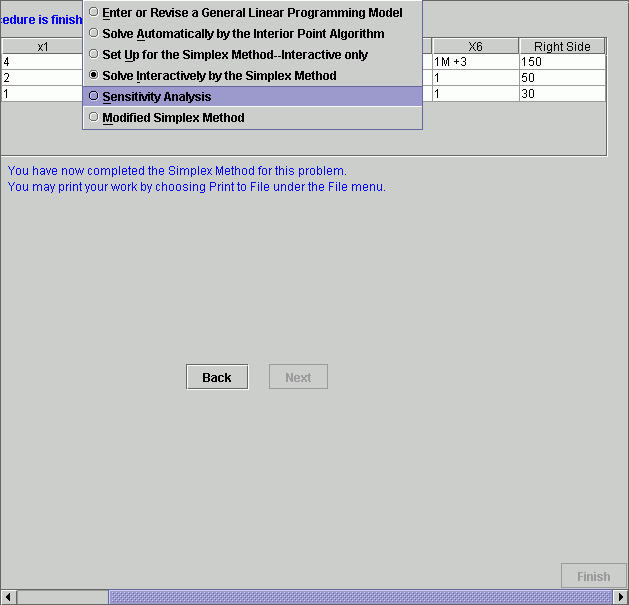 Enter or Revise a General Linear Programming Model
cedure is finish
Solve Automatically by the Interior Point Algorithm
x1 X6 Right Side
Set Up for the Simplex Method--Interactive only
4 1M +3 150
Solve Interactively by the Simplex Method
2 1 50
Sensitivity Analysis
1 1 30
Modified Simplex Method
You have now completed the Simplex Method for this problem.
You may print your work by choosing Print to File under the File menu.
Back Next
Finish